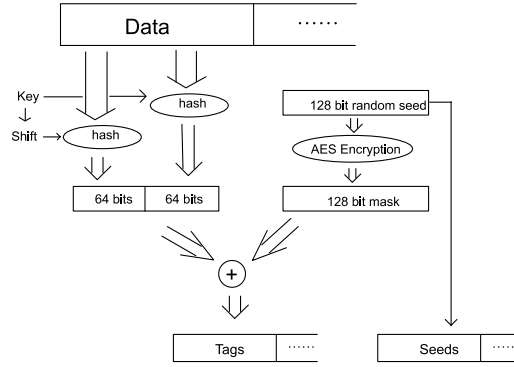 Data ......
Key
hash
128 bit random seed
Shift
hash
AES Encryption
64 bits 64 bits
128 bit mask
+
Tags ......
Seeds ......